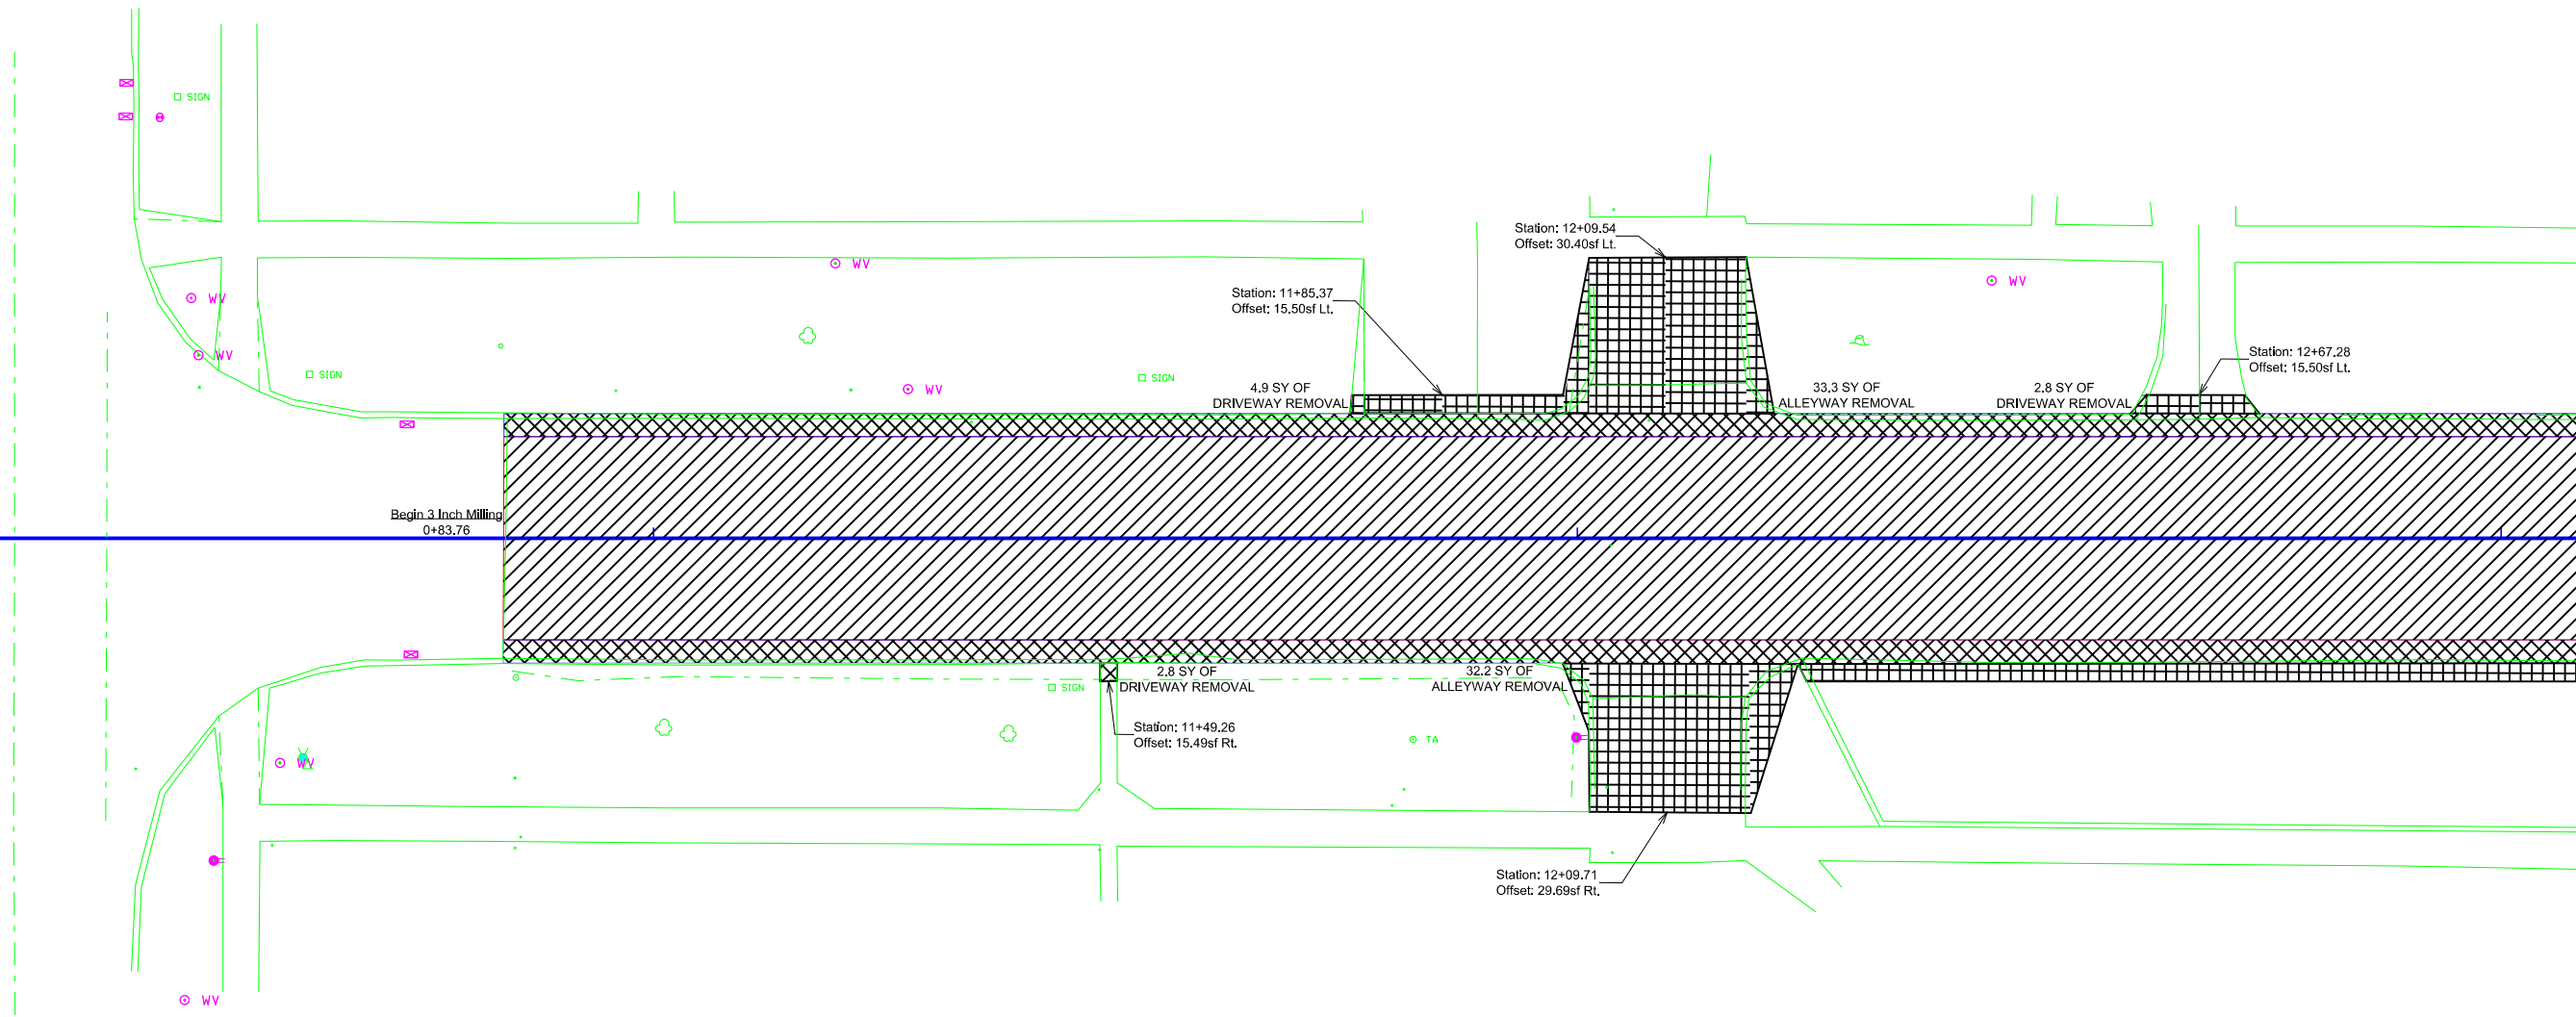 SIGN
Station: 12+09.54
Offset: 30.40sf Lt.
WV
WV
WV
Station: 11+85.37
Offset: 15.50sf Lt.
WV
Station: 12+67.28
Offset: 15.50sf Lt.
SIGN
SIGN
WV
4.9 SY OF
DRIVEWAY REMOVAL
33.3 SY OF
ALLEYWAY REMOVAL
2.8 SY OF
DRIVEWAY REMOVAL
Begin 3 Inch Milling
0+83.76
2.8 SY OF
DRIVEWAY REMOVAL
SIGN
32.2 SY OF
ALLEYWAY REMOVAL
Station: 11+49.26
Offset: 15.49sf Rt.
TA
WV
Station: 12+09.71
Offset: 29.69sf Rt.
WV